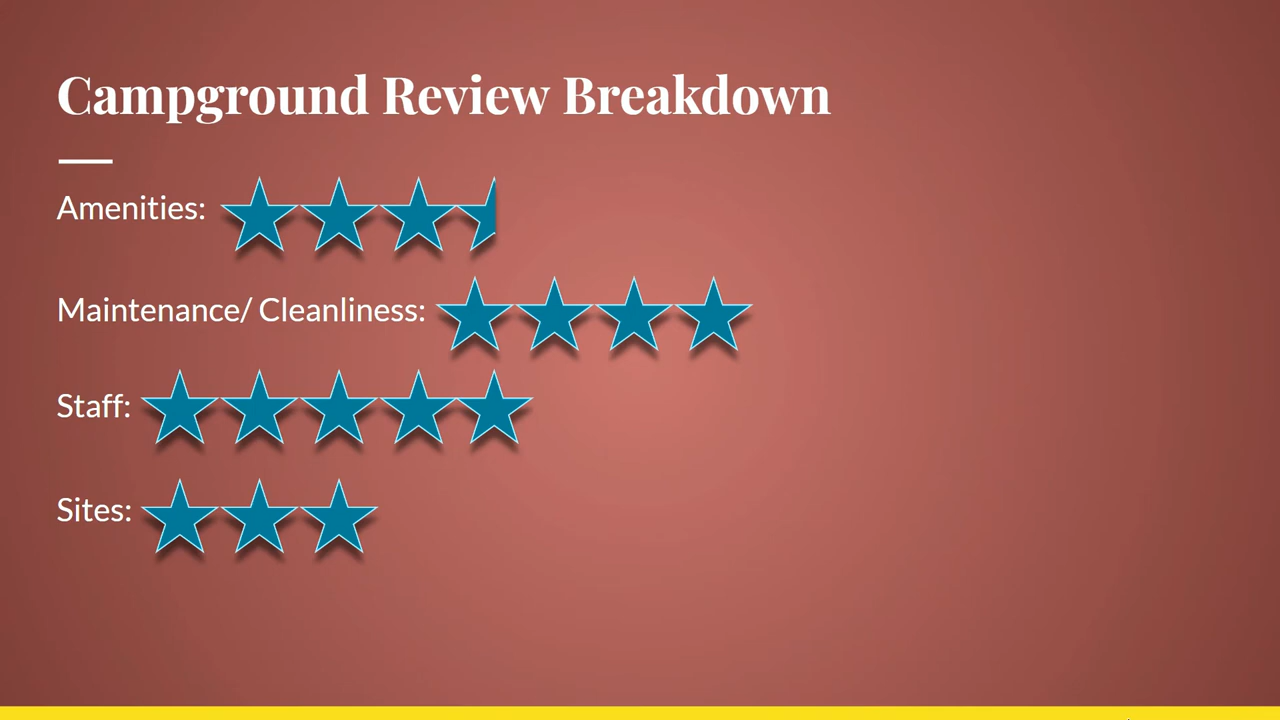 Campground Review Breakdown
Amenities:
Maintenance/ Cleanliness:
Staff:
Sites: